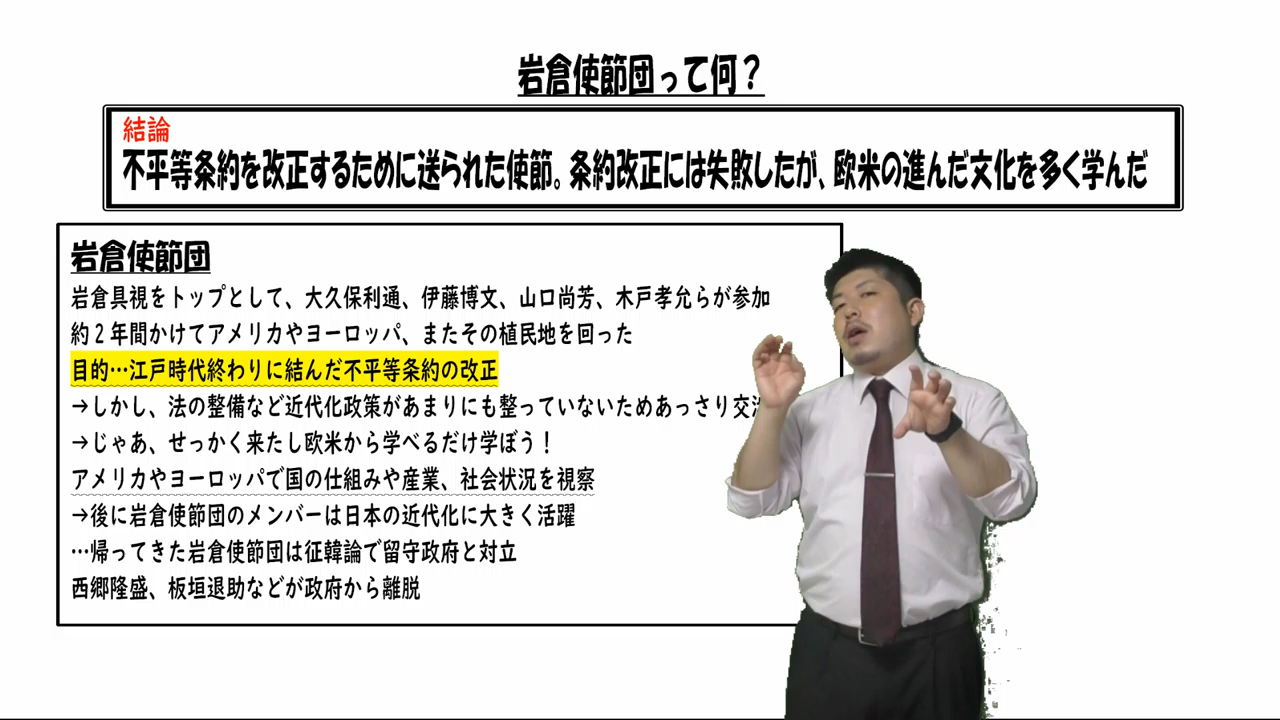 岩倉使節団って何？
結論
不平等条約を改正するために送られた使節。条約改正には失敗したが、欧米の進んだ文化を多く学んだ
岩倉使節団
岩倉具視をトップとして、大久保利通、伊藤博文、山口尚芳、木戸孝允らが参加
約２年間かけてアメリカやヨーロッパ、またその植民地を回った
目的…江戸時代終わりに結んだ不平等条約の改正
→しかし、法の整備など近代化政策があまりにも整っていないためあっさり交
→じゃあ、せっかく来たし欧米から学べるだけ学ぼう！
アメリカやヨーロッパで国の仕組みや産業、社会状況を視察
→後に岩倉使節団のメンバーは日本の近代化に大きく活躍
…帰ってきた岩倉使節団は征韓論で留守政府と対立
西郷隆盛、板垣退助などが政府から離脱